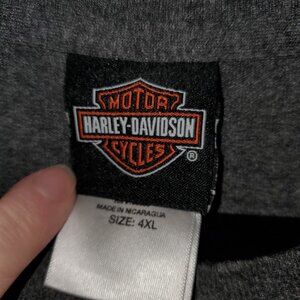 MOTOR
HARLEY-DAVIDSON
CYCLES
®
MADE IN NICARAGUA
SIZE: 4XL